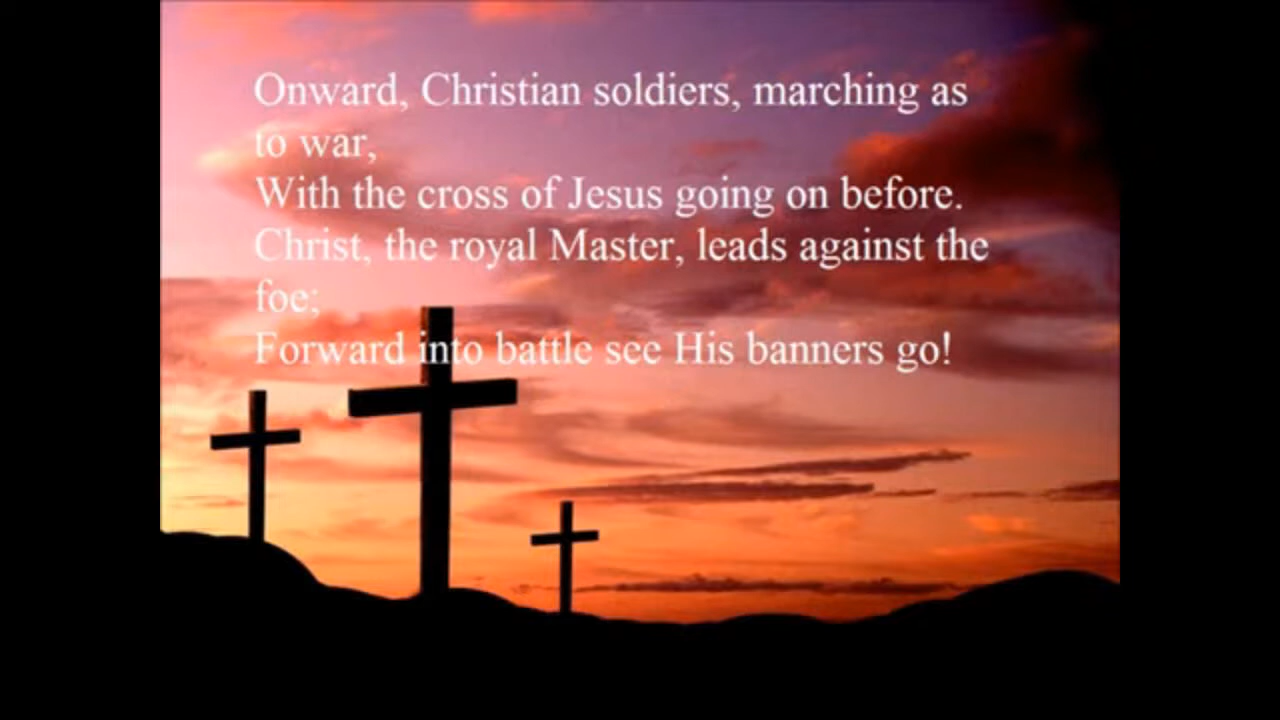 Onward, Christian soldiers, marching as
to war,
With the cross of Jesus going on before.
Christ, the royal Master, leads against the
foe;
Forward into battle see His banners go!